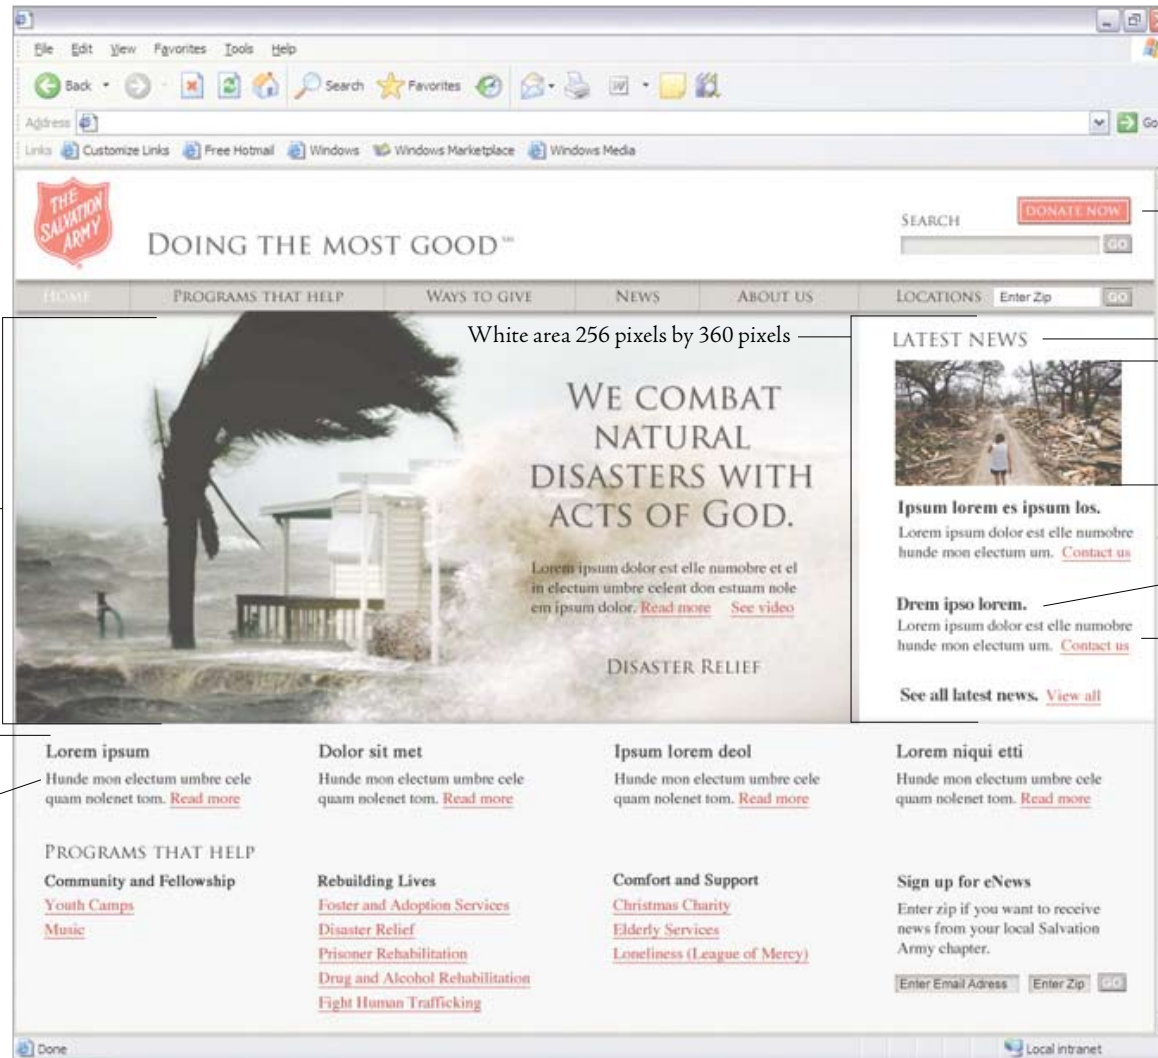 File Edit View Favorites Tools Help
Back Search Favorites
Address Go
Links Customize Links Free Hotmail Windows Windows Marketplace Windows Media
THE
SALVATION
ARMY
DOING THE MOST GOOD℠
SEARCH
DONATE NOW
GO
HOME PROGRAMS THAT HELP WAYS TO GIVE NEWS ABOUT US LOCATIONS Enter Zip GO
White area 256 pixels by 360 pixels
WE COMBAT
NATURAL
DISASTERS WITH
ACTS OF GOD.
Lorem ipsum dolor est elle numobre et el
in electum umbre celent don estuam nole
em ipsum dolor. Read more See video
DISASTER RELIEF
LATEST NEWS
Ipsum lorem es ipsum los.
Lorem ipsum dolor est elle numobre
hunde mon electum um. Contact us
Drem ipso lorem.
Lorem ipsum dolor est elle numobre
hunde mon electum um. Contact us
See all latest news. View all
Lorem ipsum
Hunde mon electum umbre cele
quam nolenet tom. Read more
Dolor sit met
Hunde mon electum umbre cele
quam nolenet tom. Read more
Ipsum lorem deol
Hunde mon electum umbre cele
quam nolenet tom. Read more
Lorem niqui etti
Hunde mon electum umbre cele
quam nolenet tom. Read more
PROGRAMS THAT HELP
Community and Fellowship
Youth Camps
Music
Rebuilding Lives
Foster and Adoption Services
Disaster Relief
Prisoner Rehabilitation
Drug and Alcohol Rehabilitation
Fight Human Trafficking
Comfort and Support
Christmas Charity
Elderly Services
Loneliness (League of Mercy)
Sign up for eNews
Enter zip if you want to receive
news from your local Salvation
Army chapter.
Enter Email Adress Enter Zip GO
Done Local intranet